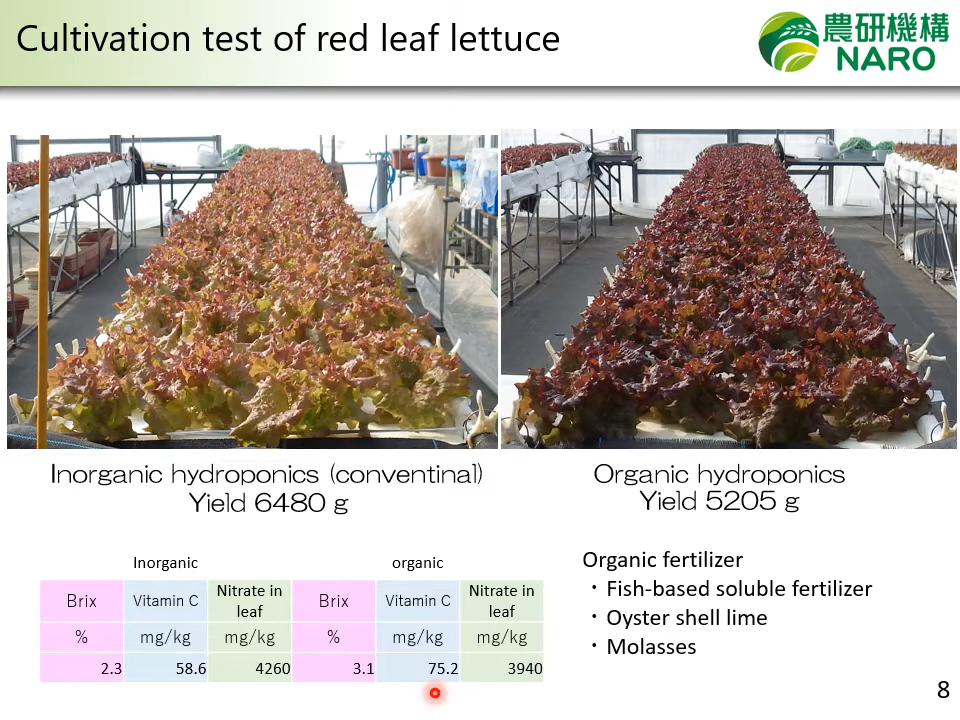 Cultivation test of red leaf lettuce
農研機構
NARO
Inorganic hydroponics (conventinal)
Yield 6480 g
Organic hydroponics
Yield 5205 g
Inorganic organic
Brix Vitamin C Nitrate in leaf Brix Vitamin C Nitrate in leaf
% mg/kg mg/kg % mg/kg mg/kg
2.3 58.6 4260 3.1 75.2 3940
Organic fertilizer
・Fish-based soluble fertilizer
・Oyster shell lime
・Molasses
8